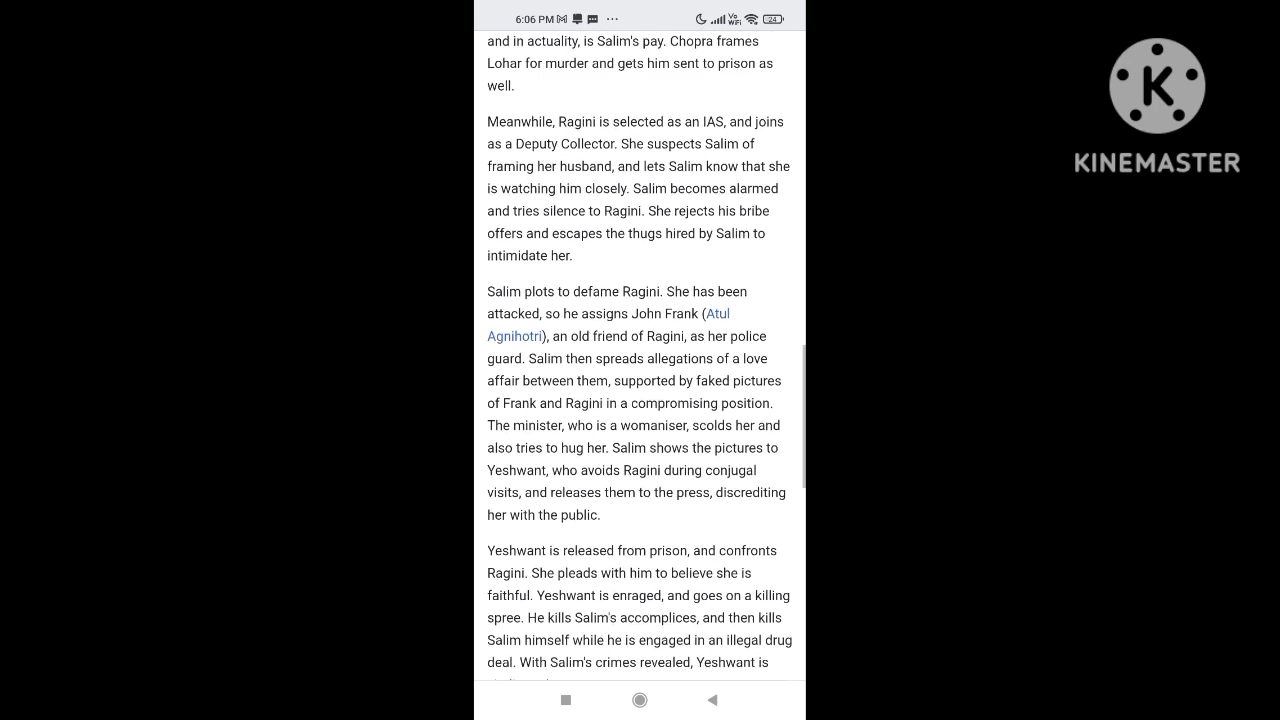 6:06 PM
Vo
WiFi
24
and in actuality, is Salim's pay. Chopra frames
Lohar for murder and gets him sent to prison as
well.
Meanwhile, Ragini is selected as an IAS, and joins
as a Deputy Collector. She suspects Salim of
framing her husband, and lets Salim know that she
is watching him closely. Salim becomes alarmed
and tries silence to Ragini. She rejects his bribe
offers and escapes the thugs hired by Salim to
intimidate her.
Salim plots to defame Ragini. She has been
attacked, so he assigns John Frank (Atul
Agnihotri), an old friend of Ragini, as her police
guard. Salim then spreads allegations of a love
affair between them, supported by faked pictures
of Frank and Ragini in a compromising position.
The minister, who is a womaniser, scolds her and
also tries to hug her. Salim shows the pictures to
Yeshwant, who avoids Ragini during conjugal
visits, and releases them to the press, discrediting
her with the public.
Yeshwant is released from prison, and confronts
Ragini. She pleads with him to believe she is
faithful. Yeshwant is enraged, and goes on a killing
spree. He kills Salim's accomplices, and then kills
Salim himself while he is engaged in an illegal drug
deal. With Salim's crimes revealed, Yeshwant is
K
KINEMASTER